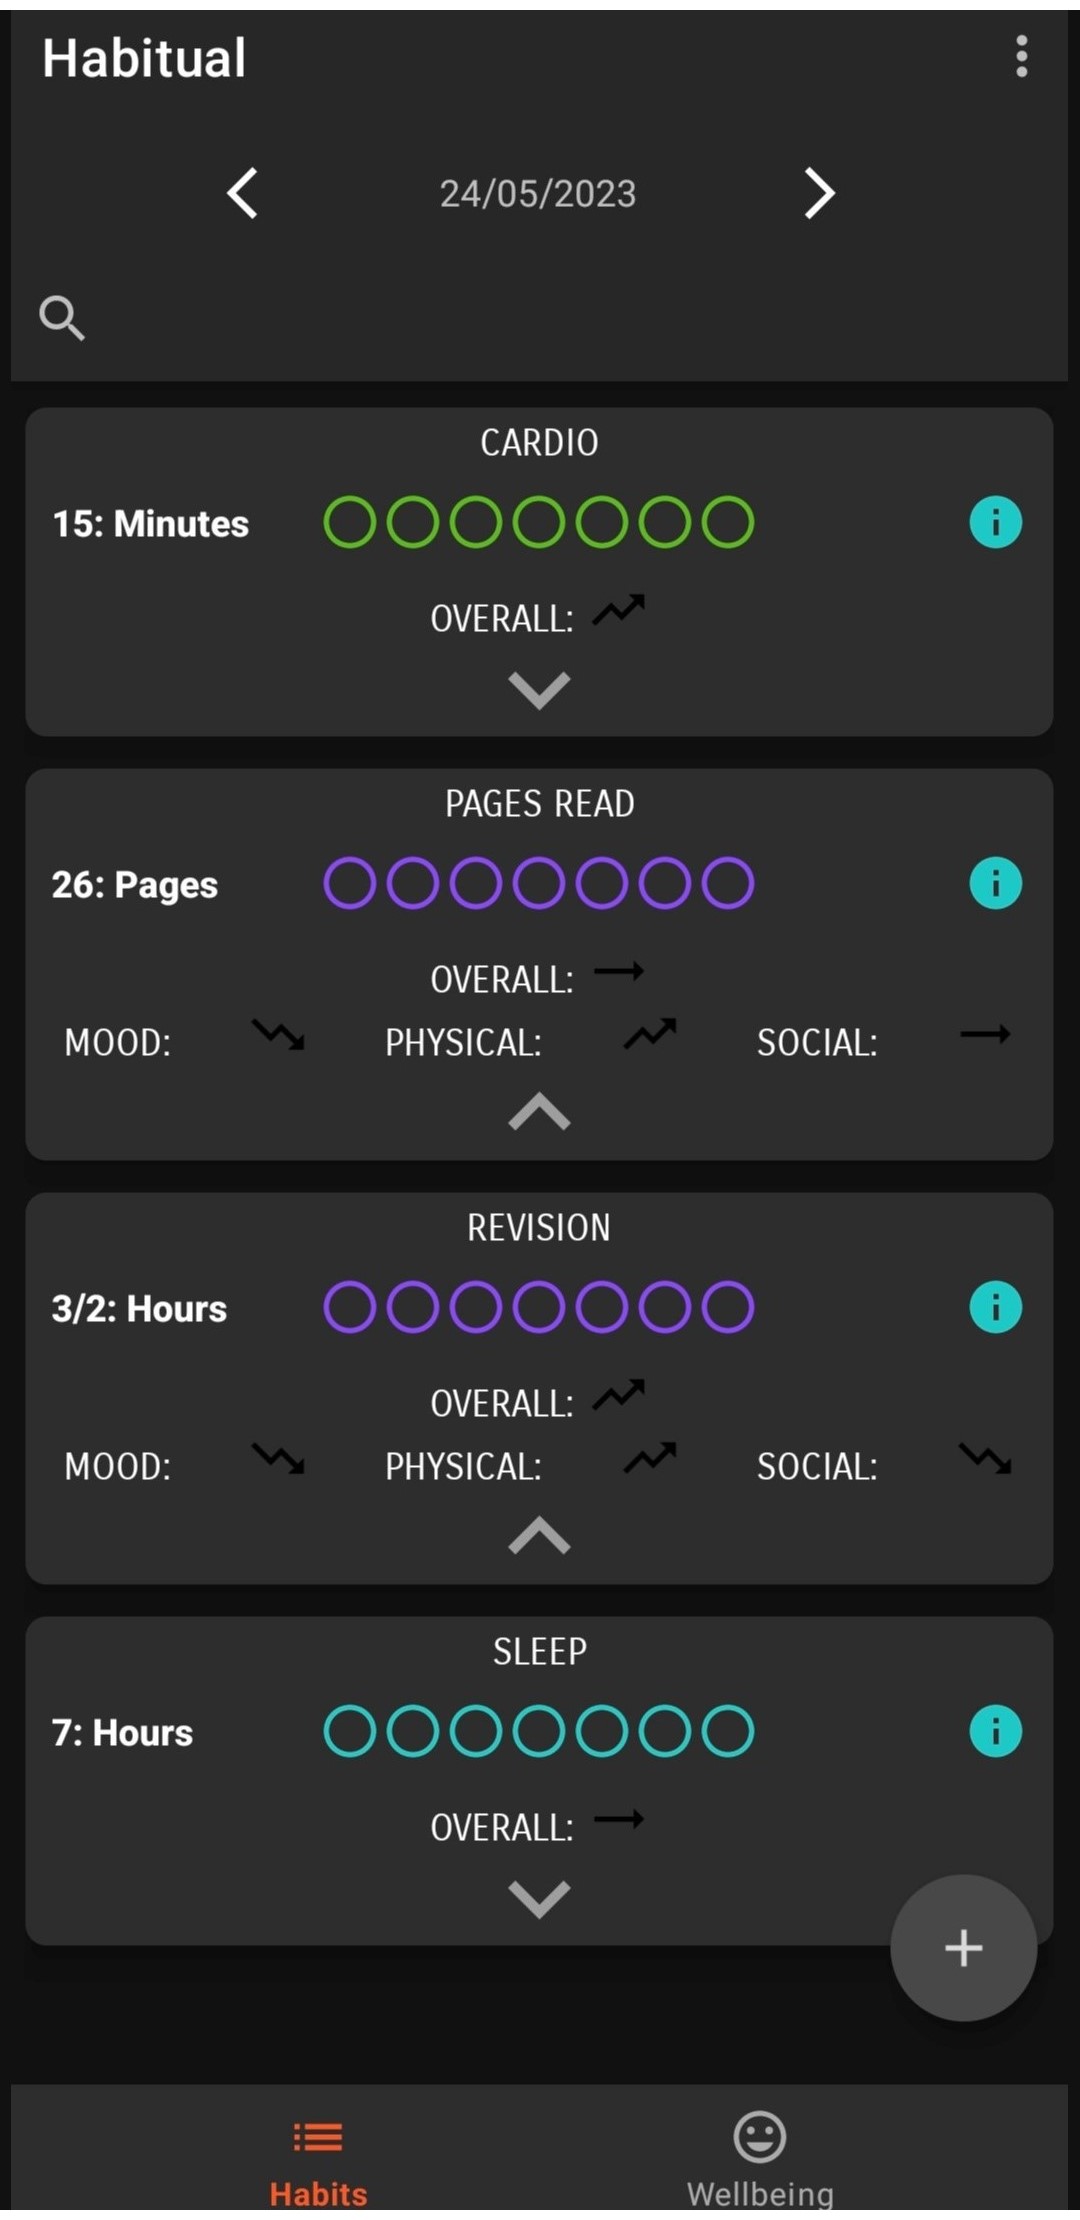 Habitual
24/05/2023
CARDIO
15: Minutes
OVERALL:
PAGES READ
26: Pages
OVERALL:
MOOD: PHYSICAL: SOCIAL:
REVISION
3/2: Hours
OVERALL:
MOOD: PHYSICAL: SOCIAL:
SLEEP
7: Hours
OVERALL:
Habits Wellbeing